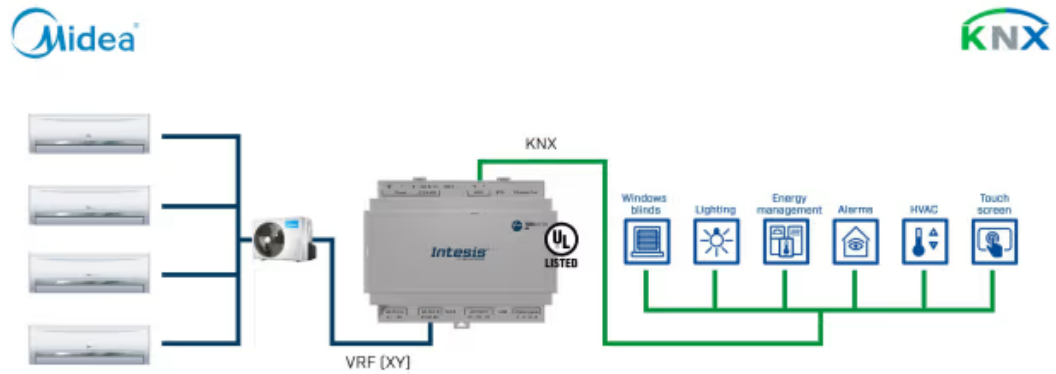 Midea
KNX
KNX
Windows
blinds
Lighting
Energy
management
Alarms
HVAC
Touch
screen
Intesis
UL
LISTED
VRF [XY]